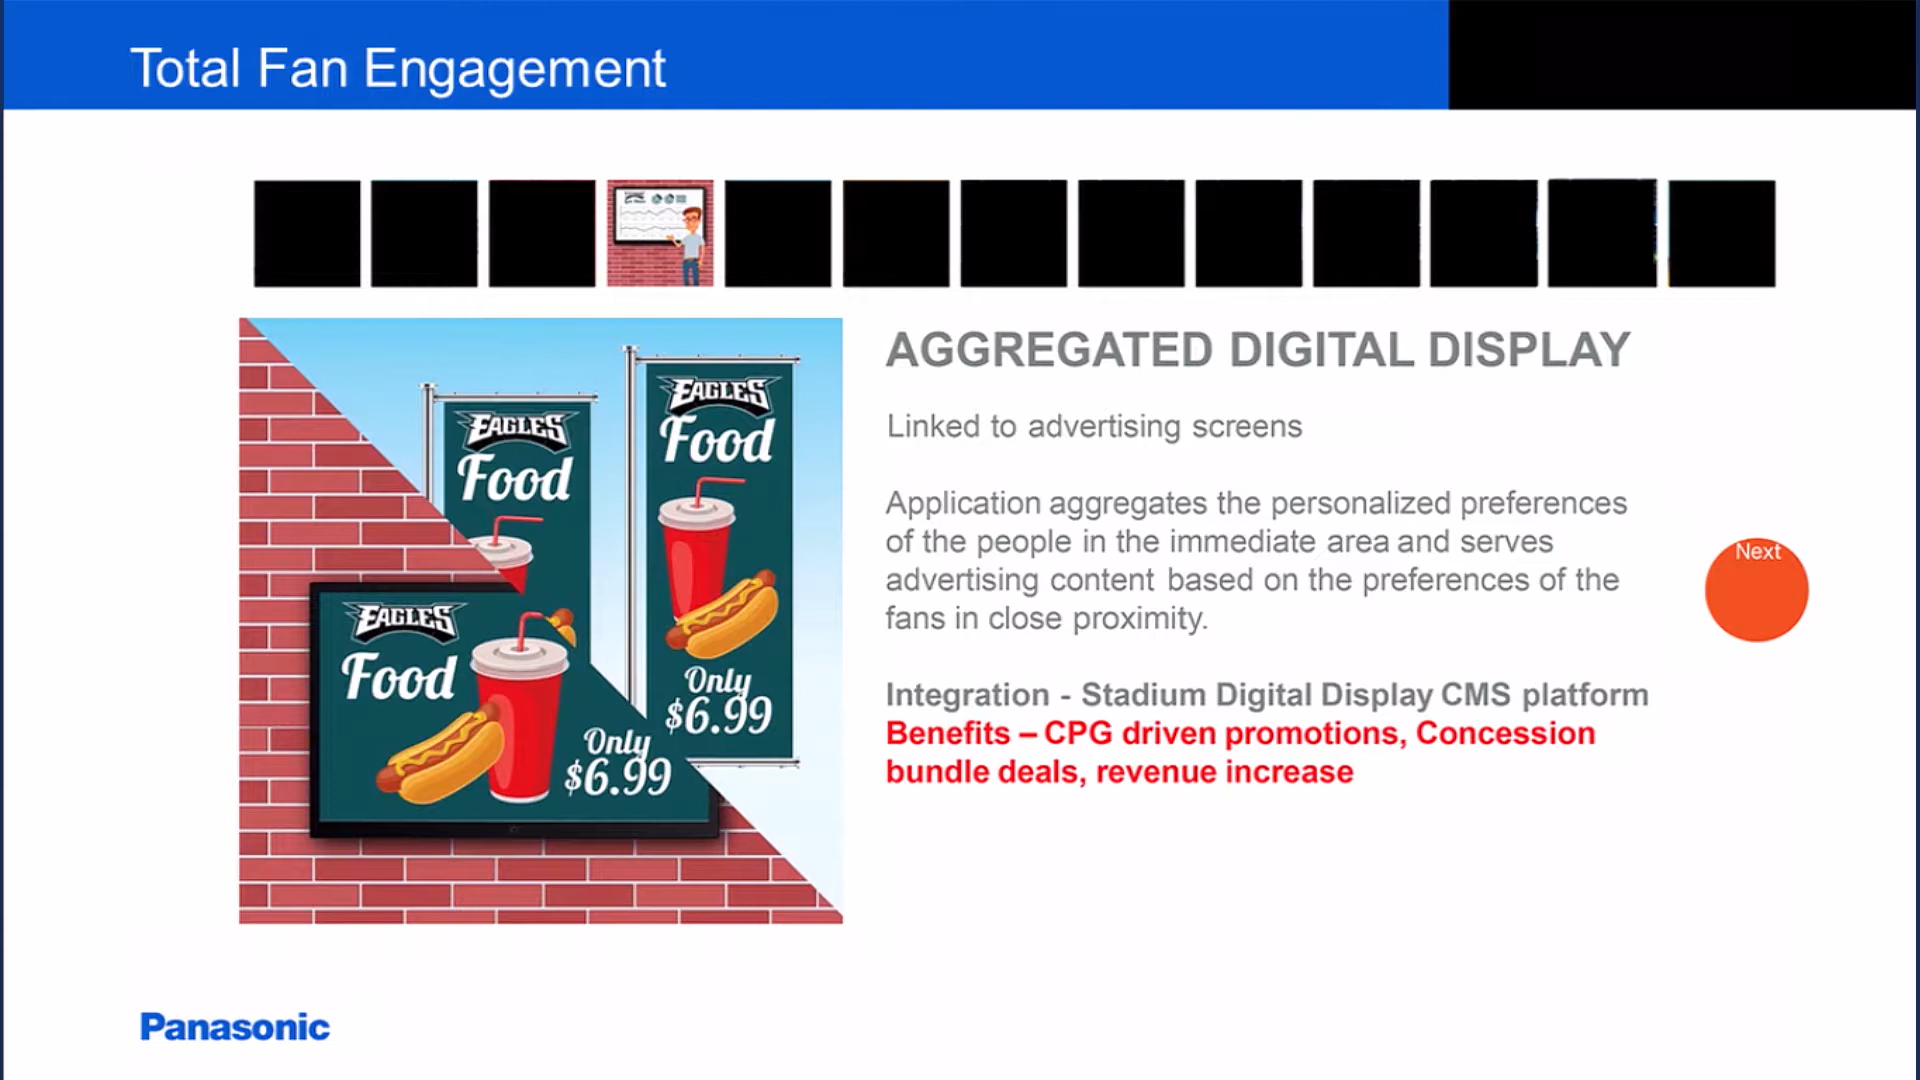 Total Fan Engagement
AGGREGATED DIGITAL DISPLAY
Linked to advertising screens
Application aggregates the personalized preferences
of the people in the immediate area and serves
advertising content based on the preferences of the
fans in close proximity.
Integration - Stadium Digital Display CMS platform
Benefits – CPG driven promotions, Concession
bundle deals, revenue increase
Next
EAGLES
Food
EAGLES
Food
Only
$6.99
EAGLES
Food
Only
$6.99
Panasonic